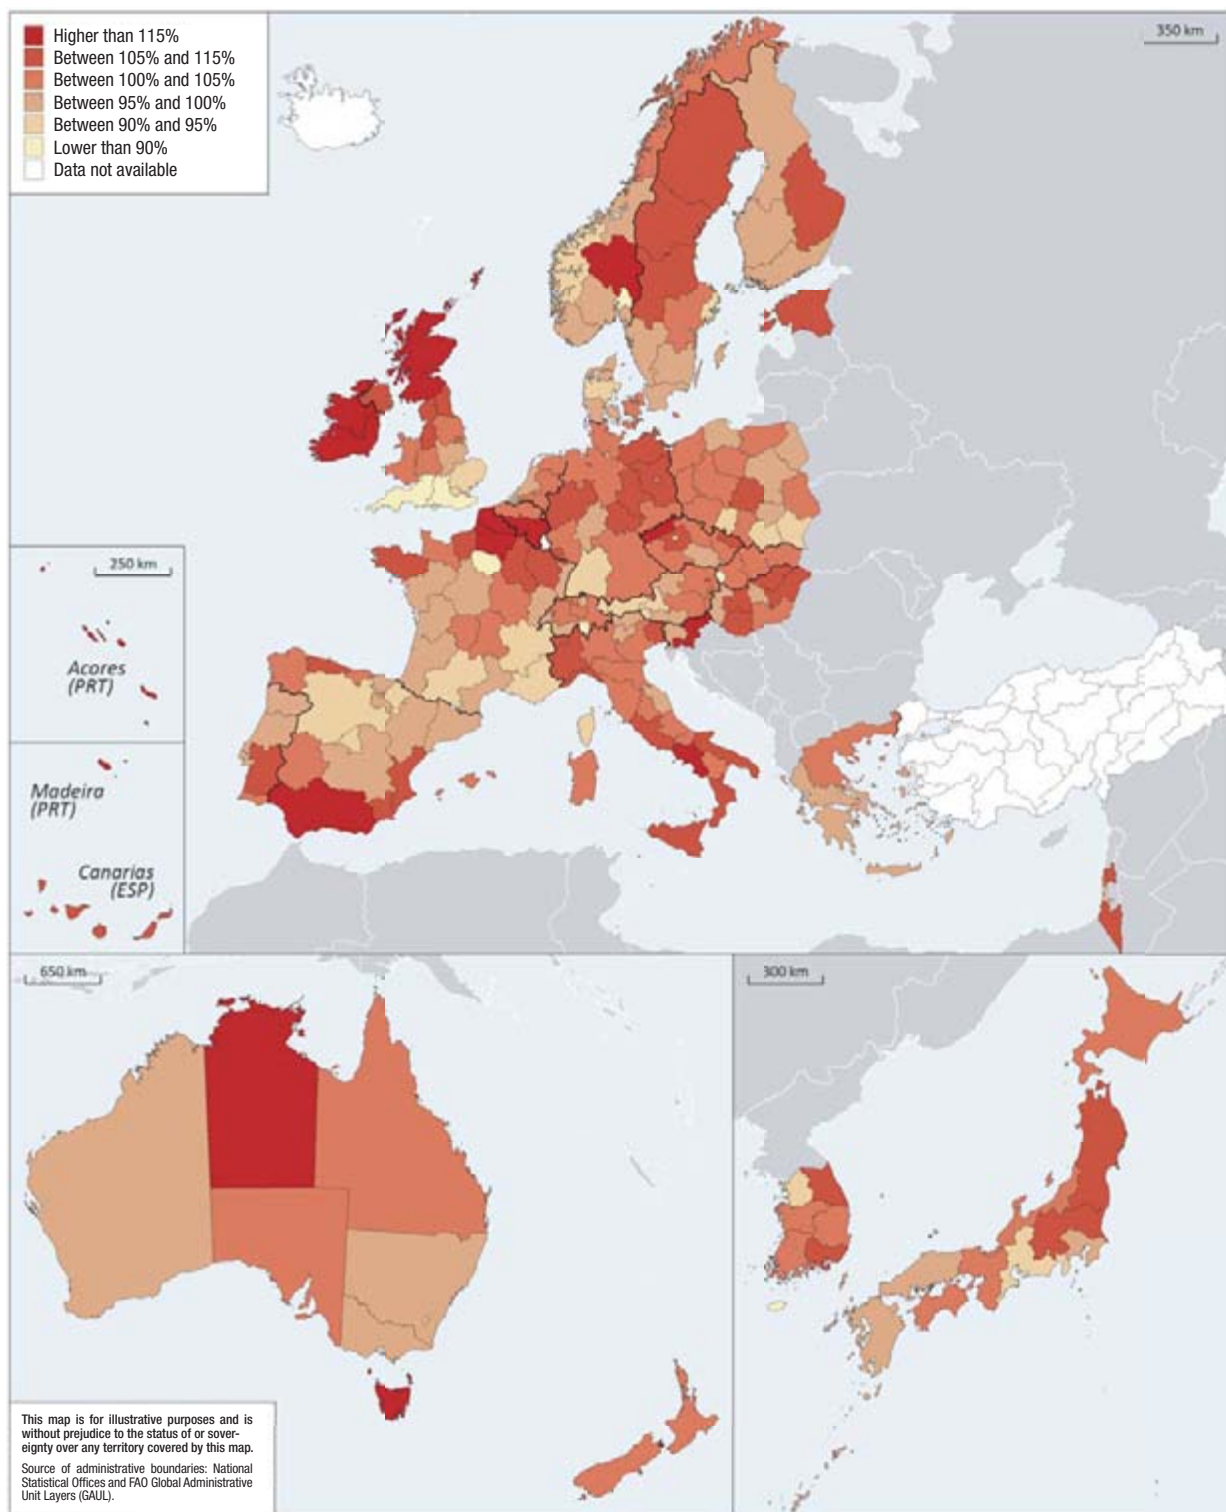 Higher than 115%
Between 105% and 115%
Between 100% and 105%
Between 95% and 100%
Between 90% and 95%
Lower than 90%
Data not available
350 km
250 km
Acores
(PRT)
Madeira
(PRT)
Canarias
(ESP)
650 km
300 km
This map is for illustrative purposes and is
without prejudice to the status of or sover-
eignty over any territory covered by this map.
Source of administrative boundaries: National
Statistical Offices and FAO Global Administrative
Unit Layers (GAUL).